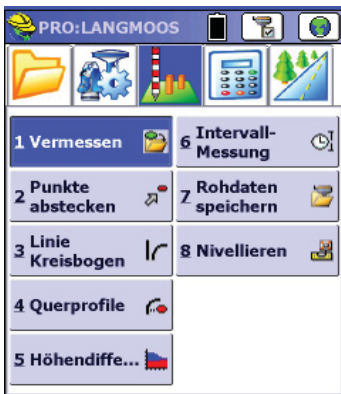 PRO:LANGMOOS
1 Vermessen
2 Punkte
abstecken
3 Linie
Kreisbogen
4 Querprofile
5 Höhendiffe...
6 Intervall-
Messung
7 Rohdaten
speichern
8 Nivellieren